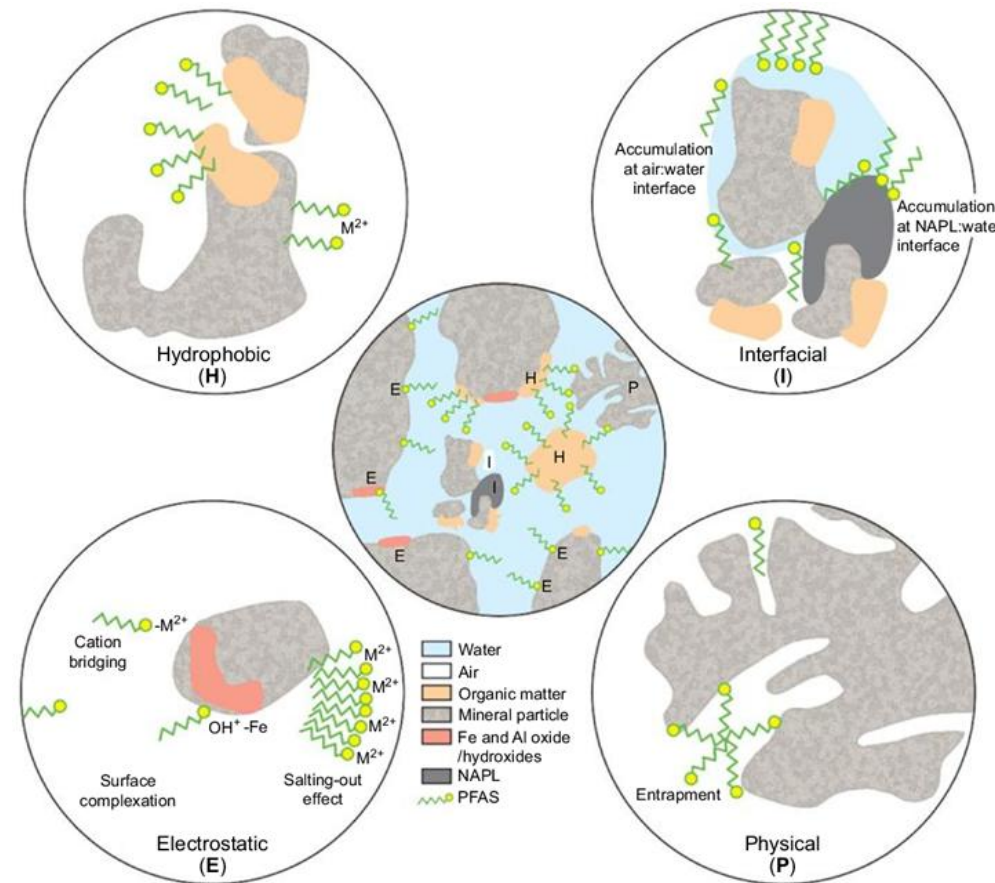 M2+
Hydrophobic
(H)
Accumulation
at air:water
interface
Accumulation
at NAPL:water
interface
Interfacial
(I)
E
H
P
H
I
I
E
E
E
E
Water
Air
Organic matter
Mineral particle
Fe and Al oxide
/hydroxides
NAPL
PFAS
-M2+
Cation
bridging
OH+ -Fe
Surface
complexation
M2+
M2+
M2+
M2+
Salting-out
effect
Electrostatic
(E)
Entrapment
Physical
(P)